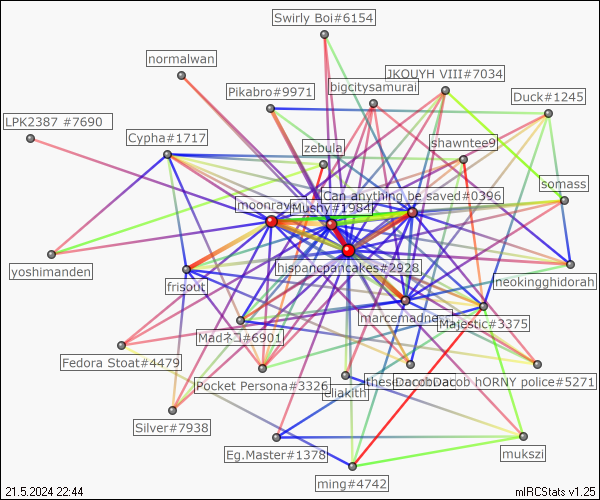 Swirly Boi#6154
normalwan
JKOUYH VIII#7034
Pikabro#9971
bigcitysamurai
Duck#1245
LPK2387 #7690
Cypha#1717
shawntee9
zebula
somass
Can anything be saved#0396
moonray
Mushy #1984
hispancpancakes#2928
yoshimanden
frisout
neokingghidorah
marcemadne
Majestic#3375
Madネコ#6901
Fedora Stoat#4479
Pocket Persona#3326
eliakith
Dacob hORNY police#5271
Silver#7938
Eg.Master#1378
mukszi
ming#4742
21.5.2024 22:44
mIRCStats v1.25